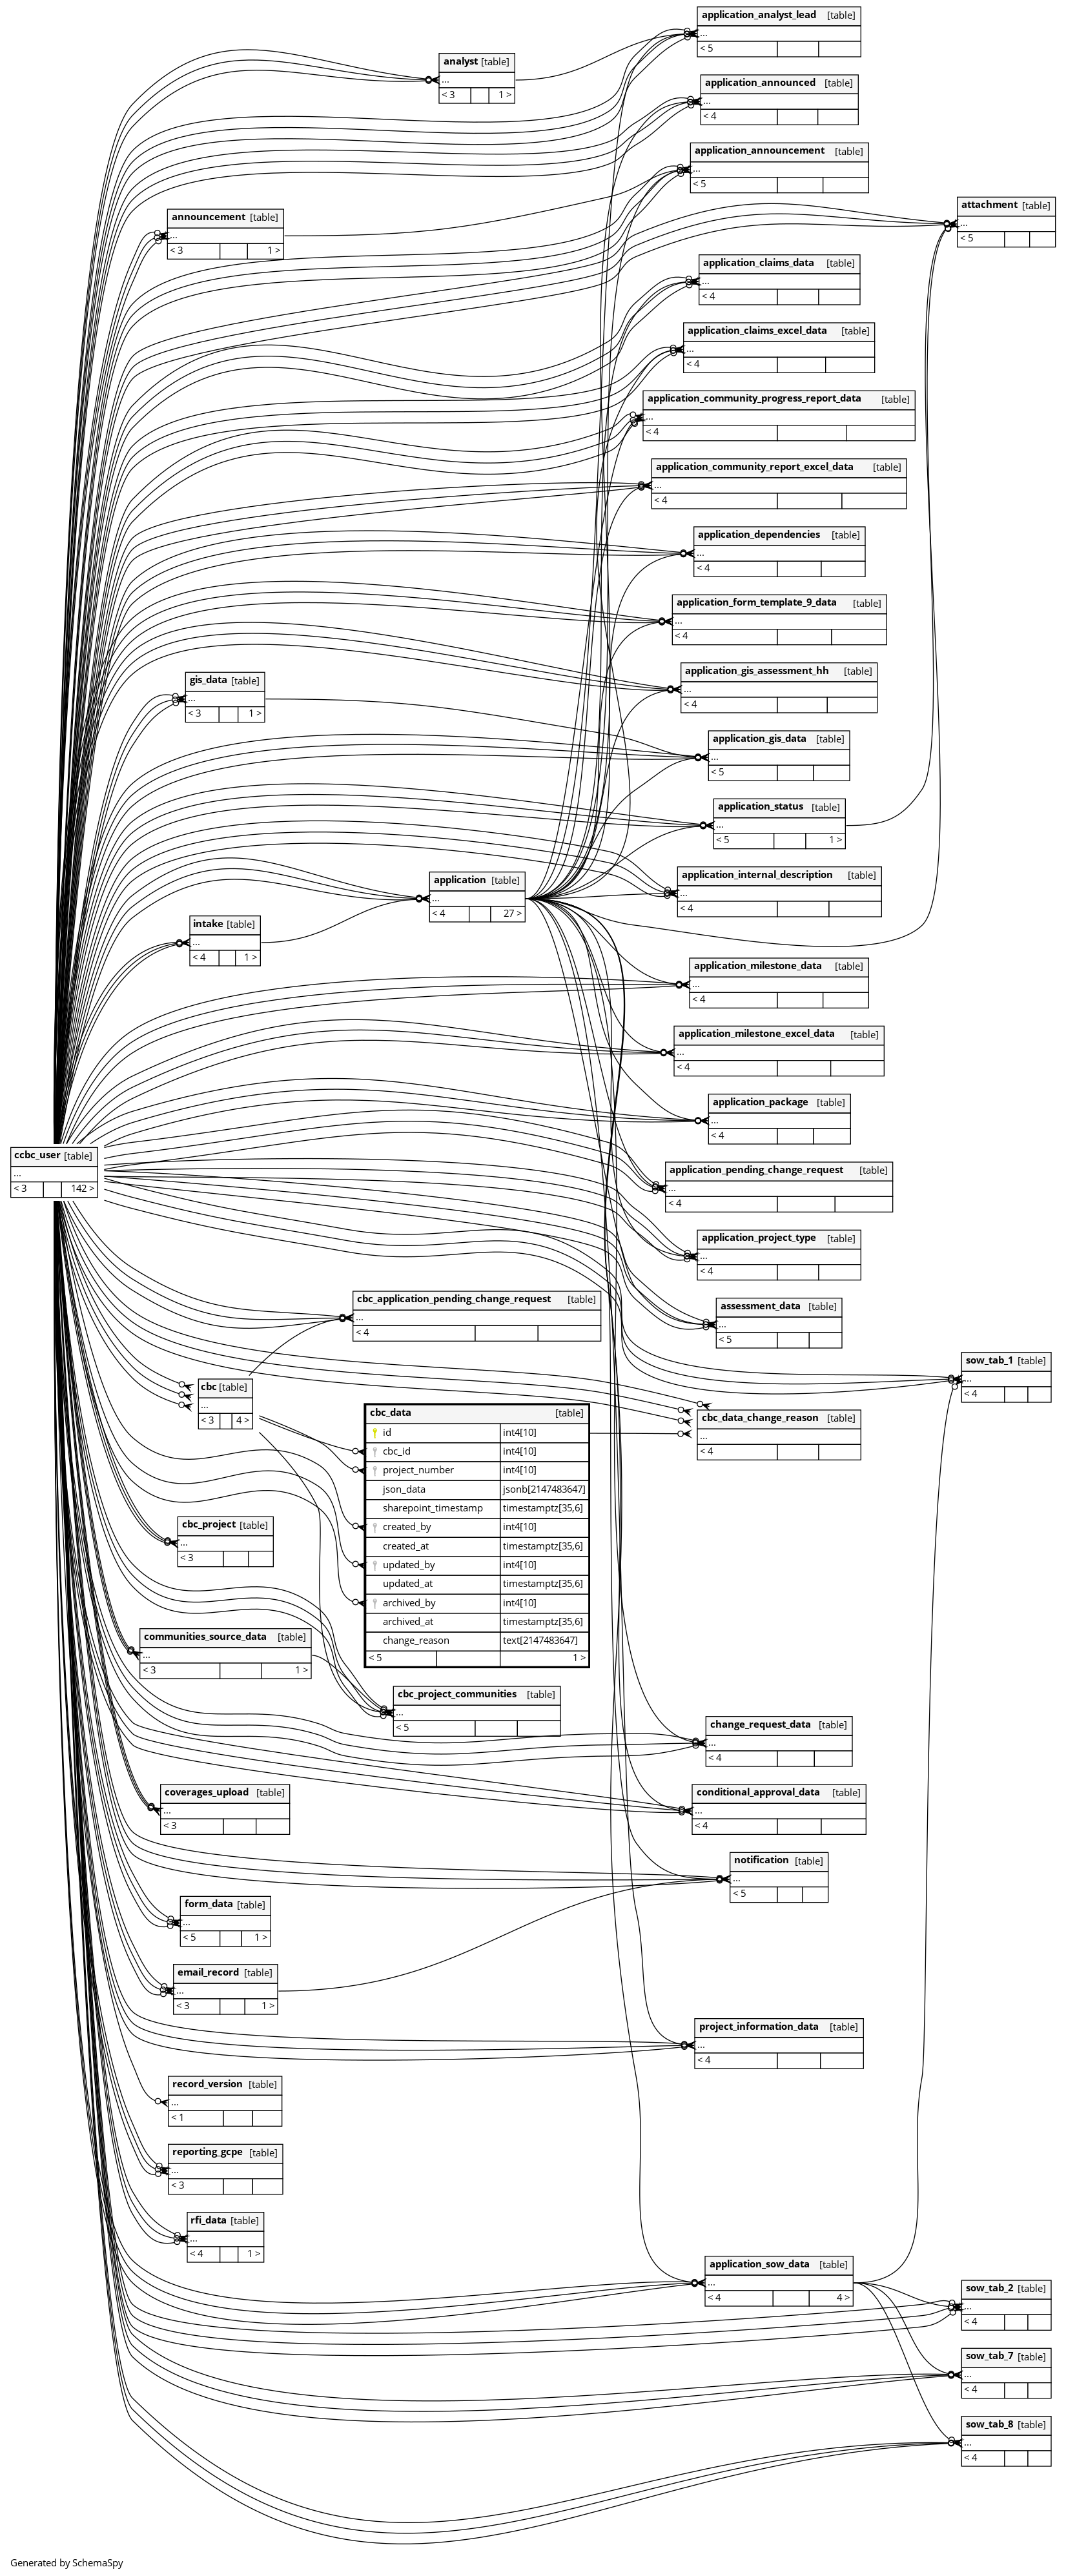 application_analyst_lead [table]
...
< 5
analyst [table]
...
< 3 1 >
application_announced [table]
...
< 4
application_announcement [table]
...
< 5
attachment [table]
...
< 5
announcement [table]
...
< 3 1 >
application_claims_data [table]
...
< 4
application_claims_excel_data [table]
...
< 4
application_community_progress_report_data [table]
...
< 4
application_community_report_excel_data [table]
...
< 4
application_dependencies [table]
...
< 4
application_form_template_9_data [table]
...
< 4
application_gis_assessment_hh [table]
...
< 4
gis_data [table]
...
< 3 1 >
application_gis_data [table]
...
< 5
application_status [table]
...
< 5 1 >
application_internal_description [table]
...
< 4
application [table]
...
< 4 27 >
intake [table]
...
< 4 1 >
application_milestone_data [table]
...
< 4
application_milestone_excel_data [table]
...
< 4
application_package [table]
...
< 4
ccbc_user [table]
...
< 3 142 >
application_pending_change_request [table]
...
< 4
application_project_type [table]
...
< 4
cbc_application_pending_change_request [table]
...
< 4
assessment_data [table]
...
< 5
sow_tab_1 [table]
...
< 4
cbc [table]
...
< 3 4 >
cbc_data [table]
id int4[10]
cbc_id int4[10]
project_number int4[10]
json_data jsonb[2147483647]
sharepoint_timestamp timestamptz[35,6]
created_by int4[10]
created_at timestamptz[35,6]
updated_by int4[10]
updated_at timestamptz[35,6]
archived_by int4[10]
archived_at timestamptz[35,6]
change_reason text[2147483647]
< 5 1 >
cbc_data_change_reason [table]
...
< 4
cbc_project [table]
...
< 3
communities_source_data [table]
...
< 3 1 >
cbc_project_communities [table]
...
< 5
change_request_data [table]
...
< 4
coverages_upload [table]
...
< 3
conditional_approval_data [table]
...
< 4
notification [table]
...
< 5
form_data [table]
...
< 5 1 >
email_record [table]
...
< 3 1 >
project_information_data [table]
...
< 4
record_version [table]
...
< 1
reporting_gcpe [table]
...
< 3
rfi_data [table]
...
< 4 1 >
application_sow_data [table]
...
< 4 4 >
sow_tab_2 [table]
...
< 4
sow_tab_7 [table]
...
< 4
sow_tab_8 [table]
...
< 4
Generated by SchemaSpy